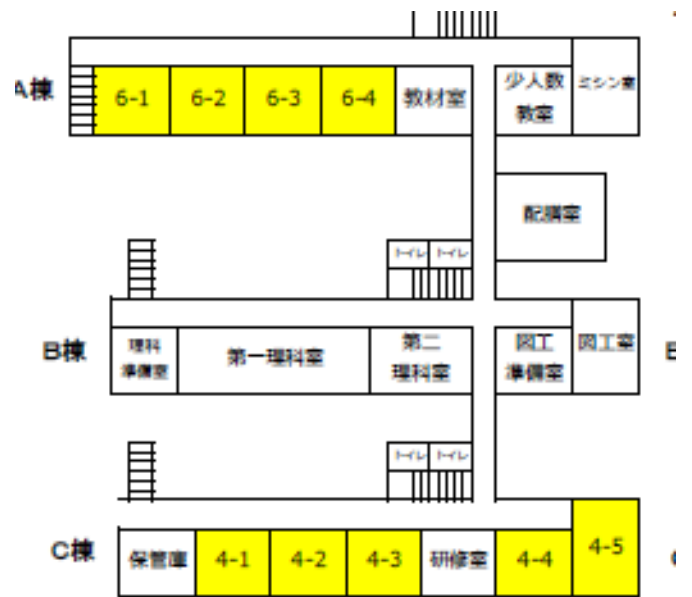 A棟
6-1
6-2
6-3
6-4
教材室
少人数
教室
ミシン室
配膳室
トイレ
トイレ
B棟
理科
準備室
第一理科室
第二
理科室
図工
準備室
図工室
トイレ
トイレ
C棟
保管庫
4-1
4-2
4-3
研修室
4-4
4-5